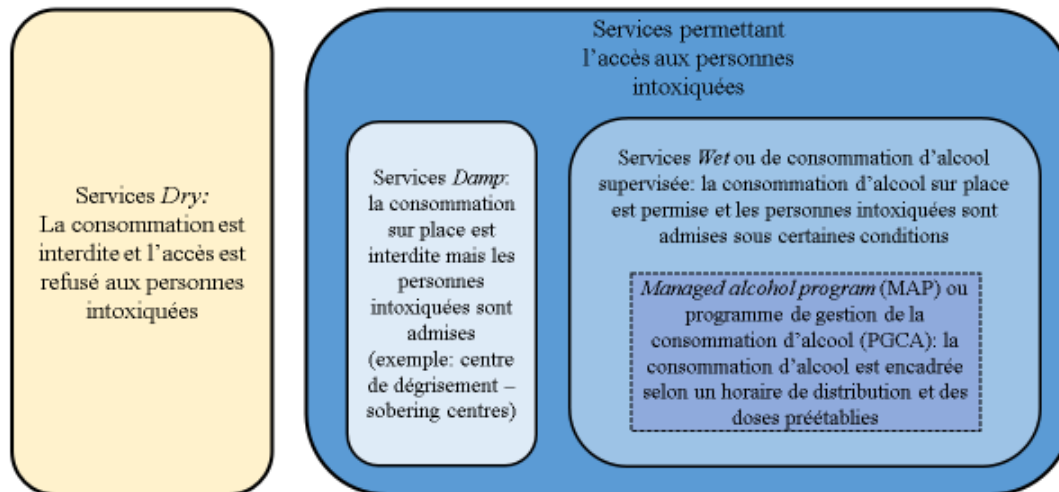 Services Dry:
La consommation est
interdite et l'accès est
refusé aux personnes
intoxiquées
Services permettant
l'accès aux personnes
intoxiquées
Services Damp:
la consommation
sur place est
interdite mais les
personnes
intoxiquées sont
admises
(exemple: centre
de dégrisement –
sobering centres)
Services Wet ou de consommation d'alcool
supervisée: la consommation d'alcool sur place
est permise et les personnes intoxiquées sont
admises sous certaines conditions
Managed alcohol program (MAP) ou
programme de gestion de la
consommation d'alcool (PGCA): la
consommation d'alcool est encadrée
selon un horaire de distribution et des
doses préétablies